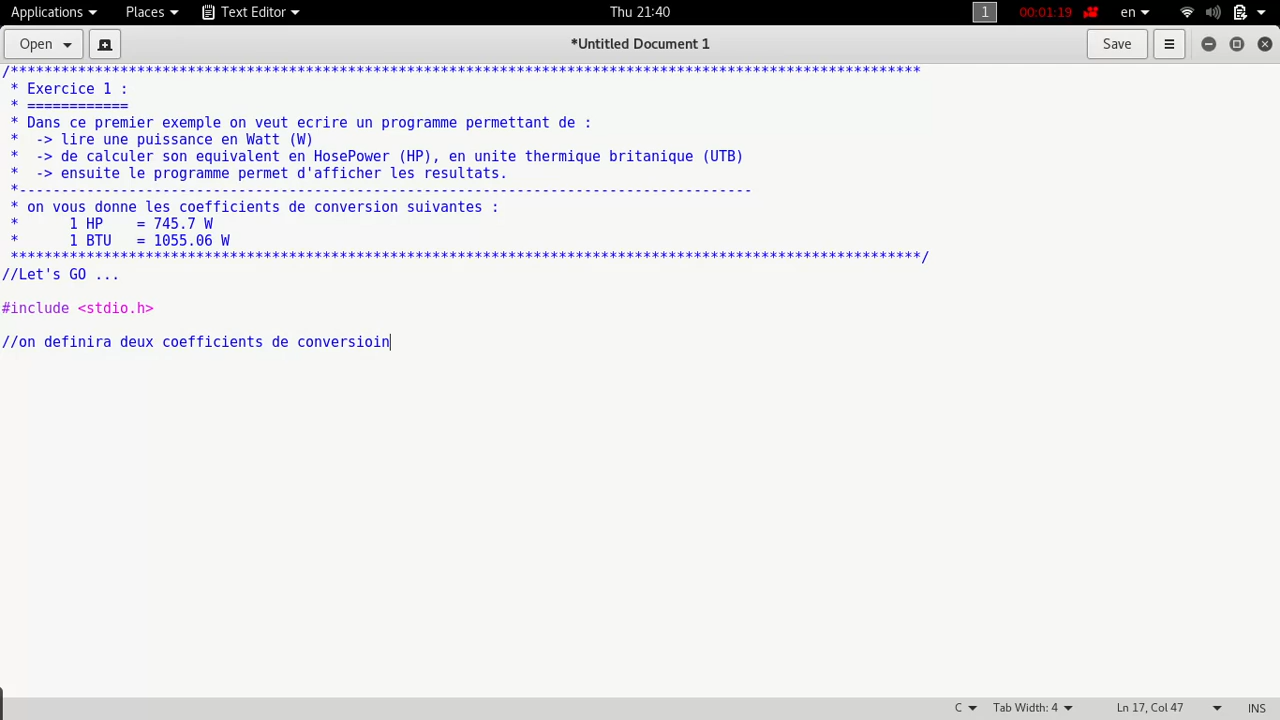 Applications Places Text Editor Thu 21:40 1 00:01:19 en
Open *Untitled Document 1 Save
/************************************************************************************************************
* Exercice 1 :
* ============
* Dans ce premier exemple on veut ecrire un programme permettant de :
* -> lire une puissance en Watt (W)
* -> de calculer son equivalent en HosePower (HP), en unite thermique britanique (UTB)
* -> ensuite le programme permet d'afficher les resultats.
*---------------------------------------------------------------------------------------
* on vous donne les coefficients de conversion suivantes :
* 1 HP = 745.7 W
* 1 BTU = 1055.06 W
************************************************************************************************************/
//Let's GO ...
#include <stdio.h>
//on definira deux coefficients de conversioin
C Tab Width: 4 Ln 17, Col 47 INS